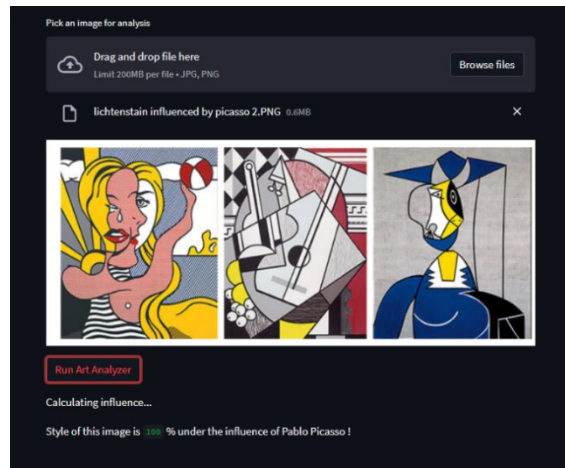 Pick an image for analysis
Drag and drop file here
Limit 200MB per file • JPG, PNG
Browse files
lichtenstain influenced by picasso 2.PNG 0.6MB
Run Art Analyzer
Calculating influence...
Style of this image is 100 % under the influence of Pablo Picasso !